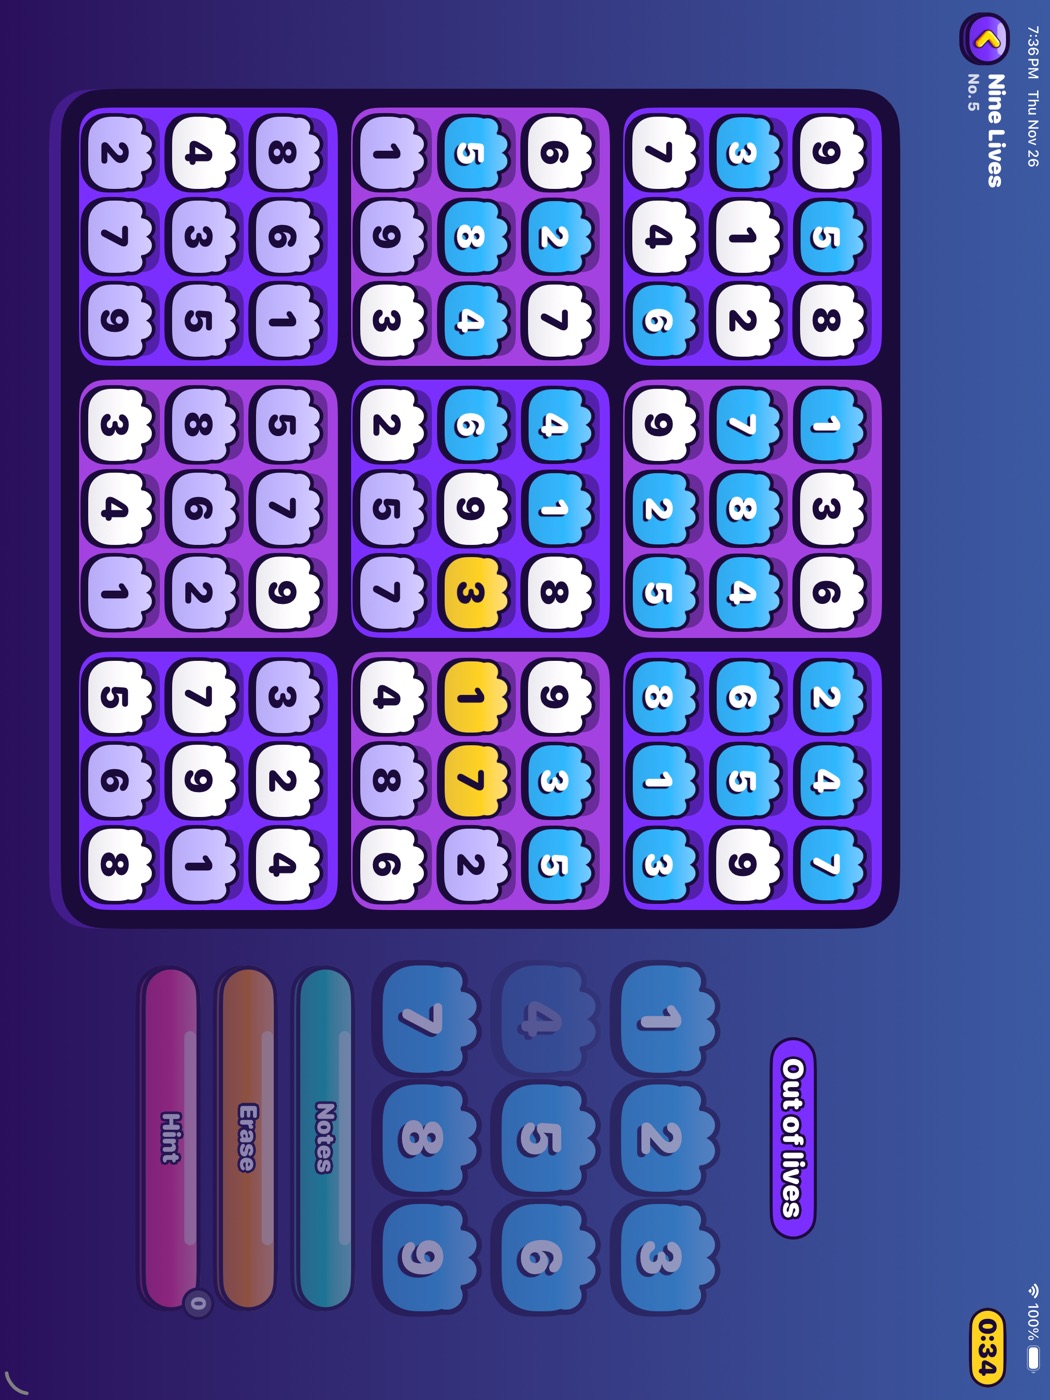 7:36 PM Thu Nov 26
100%
Nine Lives
No. 5
0:34
9 5 8 1 3 6 2 4 7
3 1 2 7 8 4 6 5 9
7 4 6 9 2 5 8 1 3
6 2 7 4 1 8 9 3 5
5 8 4 6 9 3 1 7 2
1 9 3 2 5 7 4 8 6
8 6 1 5 7 9 3 2 4
4 3 5 8 6 2 7 9 1
2 7 9 3 4 1 5 6 8
Out of lives
1 2 3
4 5 6
7 8 9
Notes
Erase
0
Hint